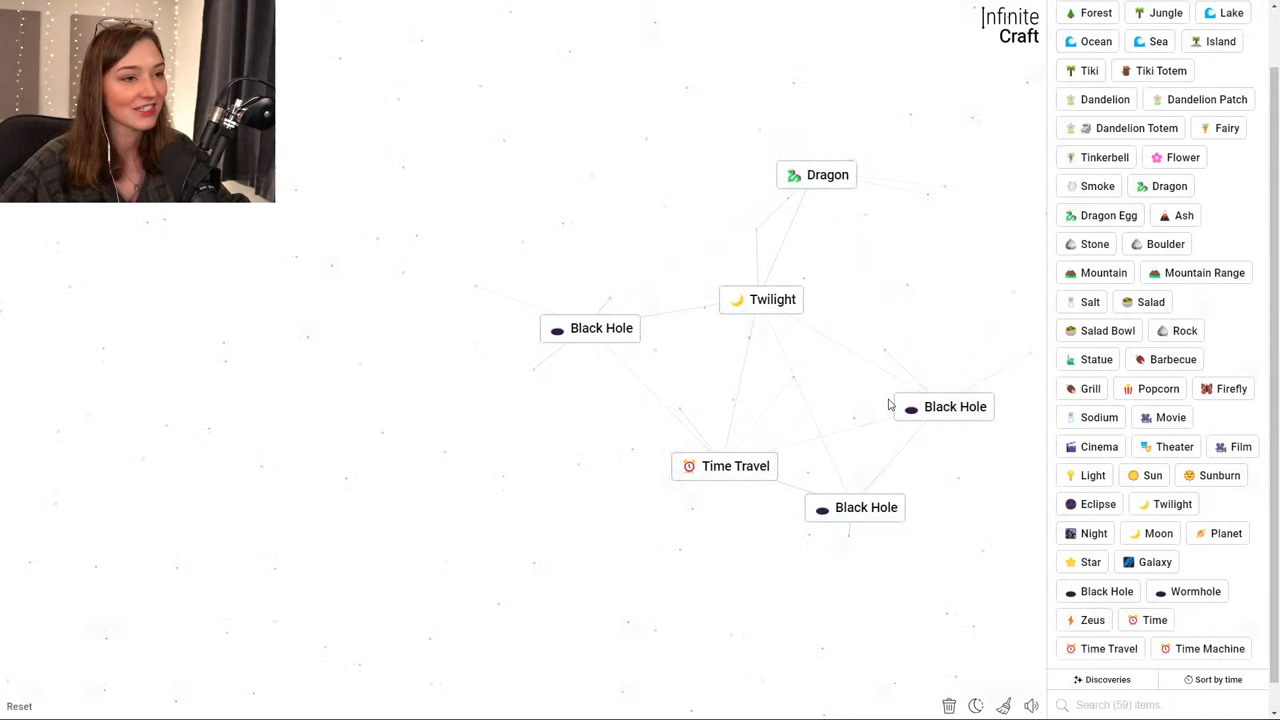 Infinite
Craft
Dragon
Twilight
Black Hole
Black Hole
Time Travel
Black Hole
Reset
Forest Jungle Lake
Ocean Sea Island
Tiki Tiki Totem
Dandelion Dandelion Patch
Dandelion Totem Fairy
Tinkerbell Flower
Smoke Dragon
Dragon Egg Ash
Stone Boulder
Mountain Mountain Range
Salt Salad
Salad Bowl Rock
Statue Barbecue
Grill Popcorn Firefly
Sodium Movie
Cinema Theater Film
Light Sun Sunburn
Eclipse Twilight
Night Moon Planet
Star Galaxy
Black Hole Wormhole
Zeus Time
Time Travel Time Machine
Discoveries Sort by time
Search (59) items.